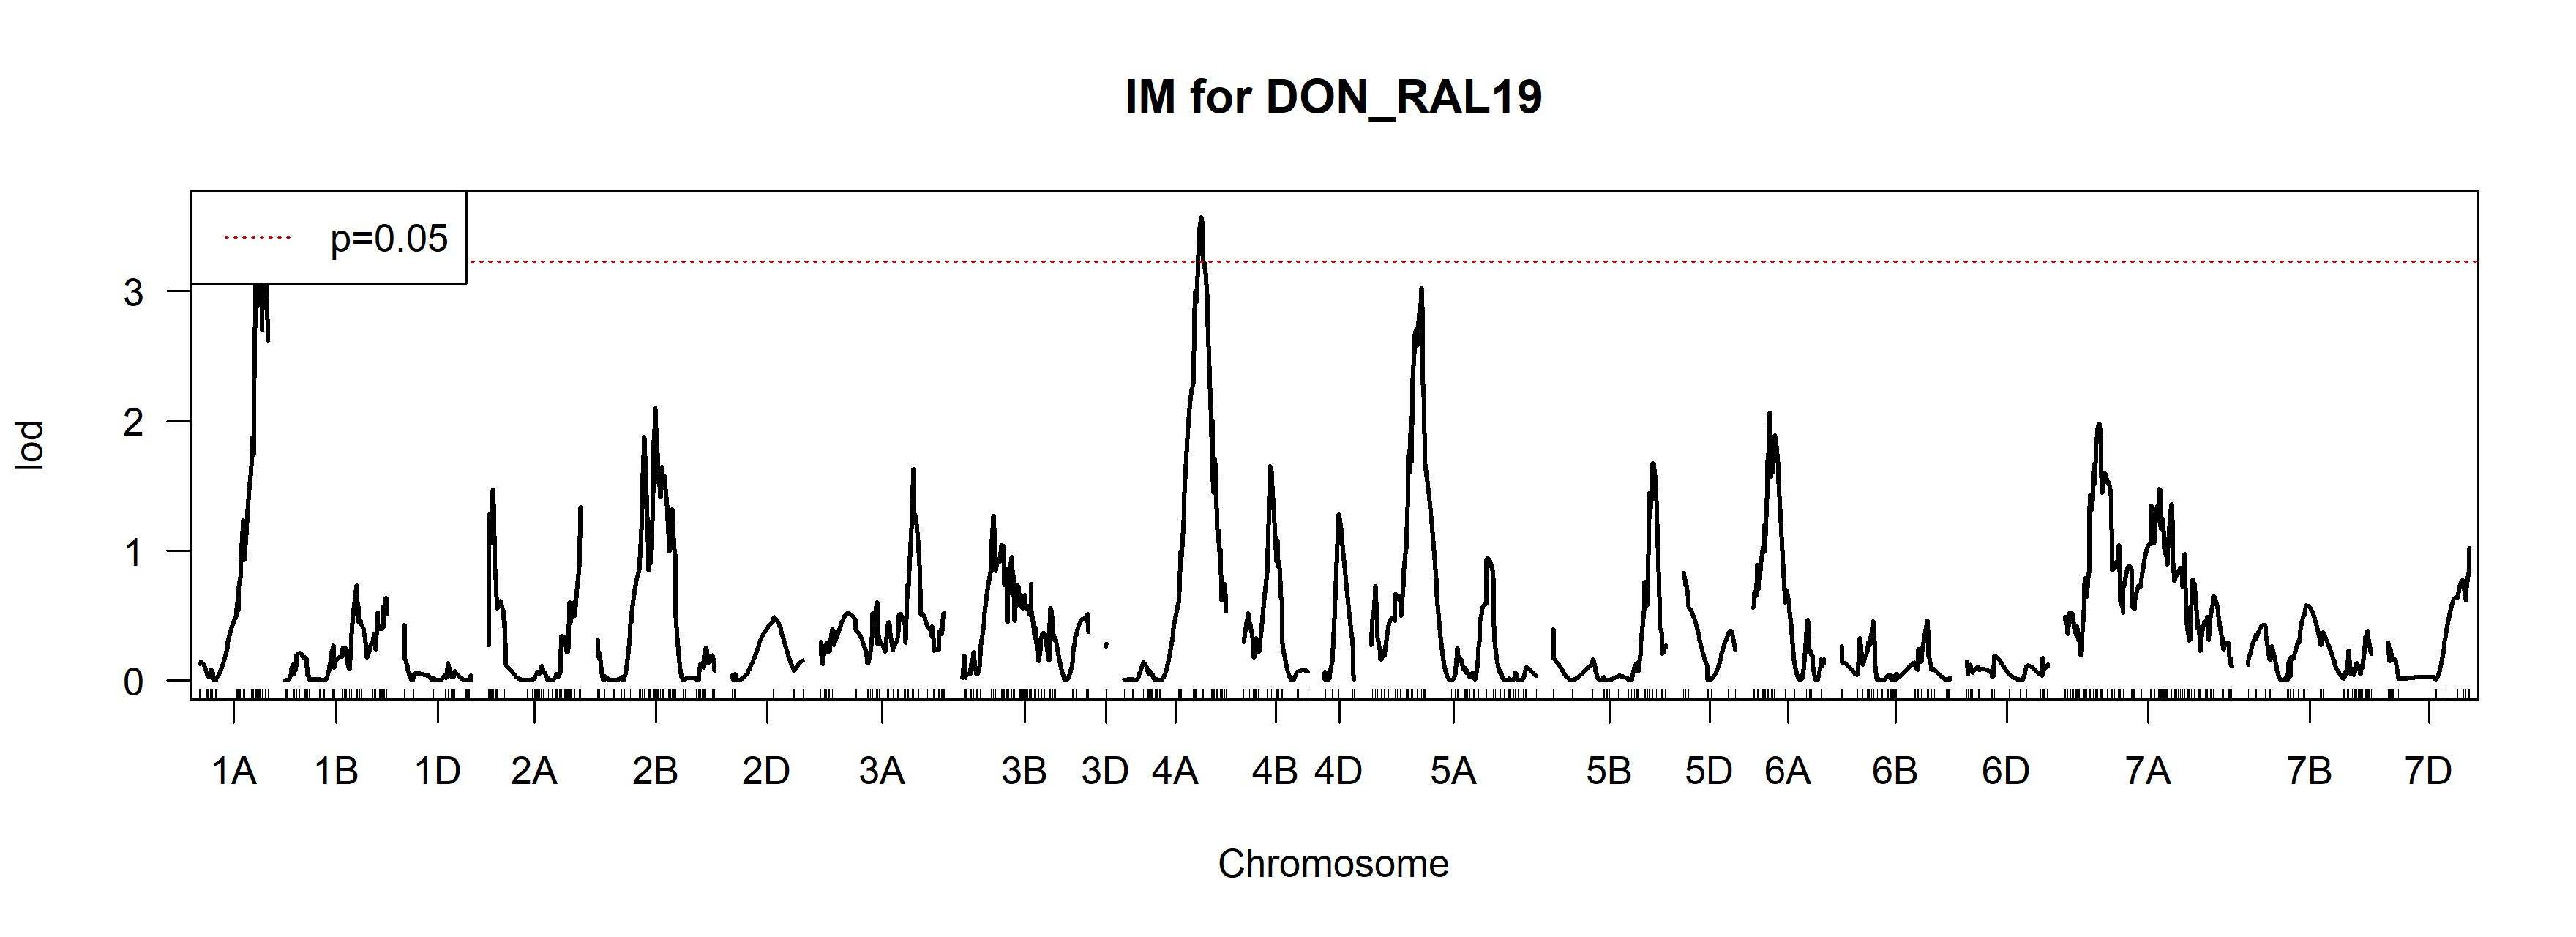 IM for DON_RAL19
p=0.05
lod
3
2
1
0
1A 1B 1D 2A 2B 2D 3A 3B 3D 4A 4B 4D 5A 5B 5D 6A 6B 6D 7A 7B 7D
Chromosome